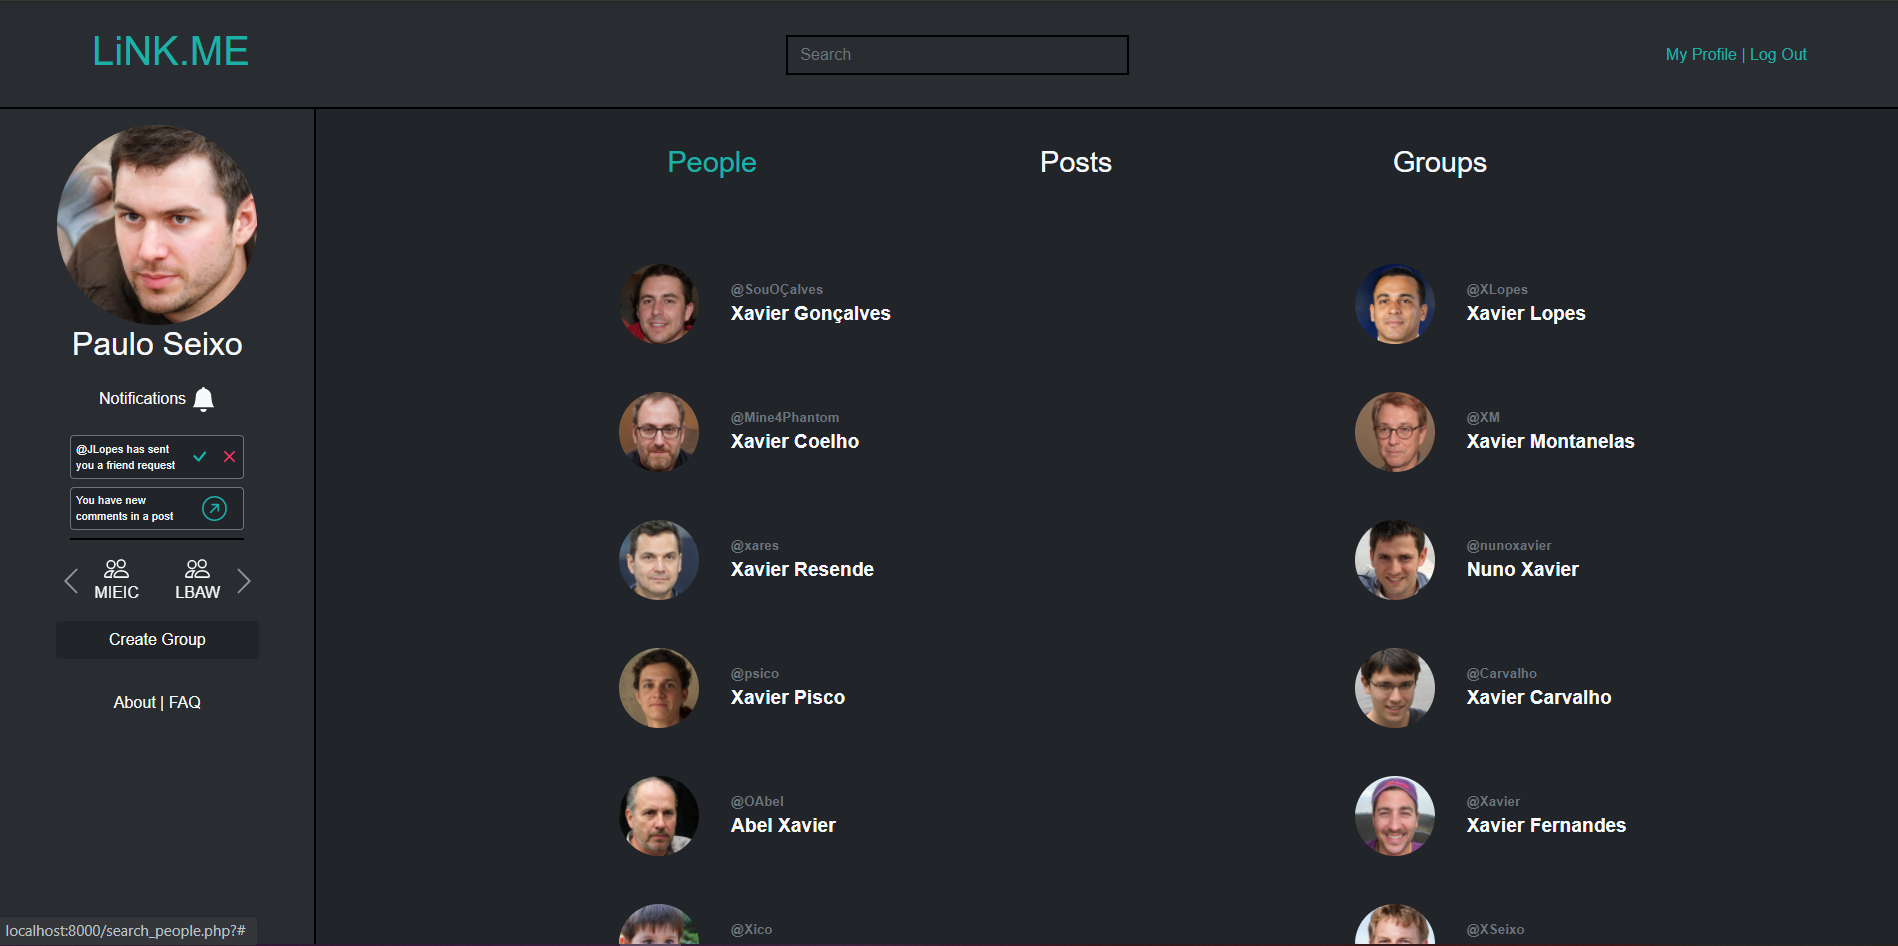 LiNK.ME
Search
My Profile | Log Out
Paulo Seixo
Notifications
@JLopes has sent
you a friend request
You have new
comments in a post
MIEIC
LBAW
Create Group
About | FAQ
People
Posts
Groups
@SouOÇalves
Xavier Gonçalves
@XLopes
Xavier Lopes
@Mine4Phantom
Xavier Coelho
@XM
Xavier Montanelas
@xares
Xavier Resende
@nunoxavier
Nuno Xavier
@psico
Xavier Pisco
@Carvalho
Xavier Carvalho
@OAbel
Abel Xavier
@Xavier
Xavier Fernandes
@Xico
@XSeixo
localhost:8000/search_people.php?#